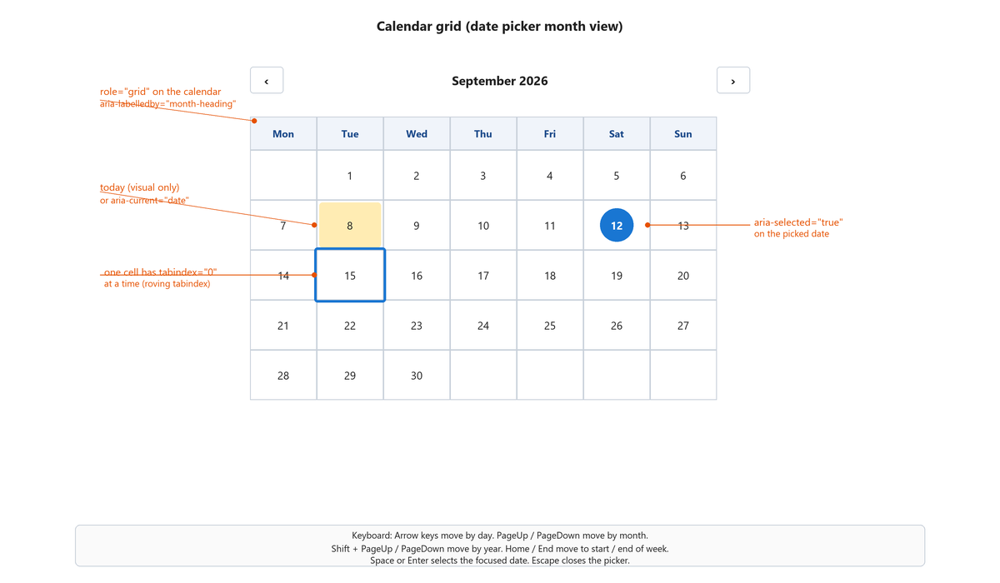 Calendar grid (date picker month view)
‹ September 2026 ›
role="grid" on the calendar
aria-labelledby="month-heading"
Mon Tue Wed Thu Fri Sat Sun
1 2 3 4 5 6
today (visual only)
or aria-current="date"
7 8 9 10 11 12 13
aria-selected="true"
on the picked date
one cell has tabindex="0"
at a time (roving tabindex)
14 15 16 17 18 19 20
21 22 23 24 25 26 27
28 29 30
Keyboard: Arrow keys move by day. PageUp / PageDown move by month.
Shift + PageUp / PageDown move by year. Home / End move to start / end of week.
Space or Enter selects the focused date. Escape closes the picker.